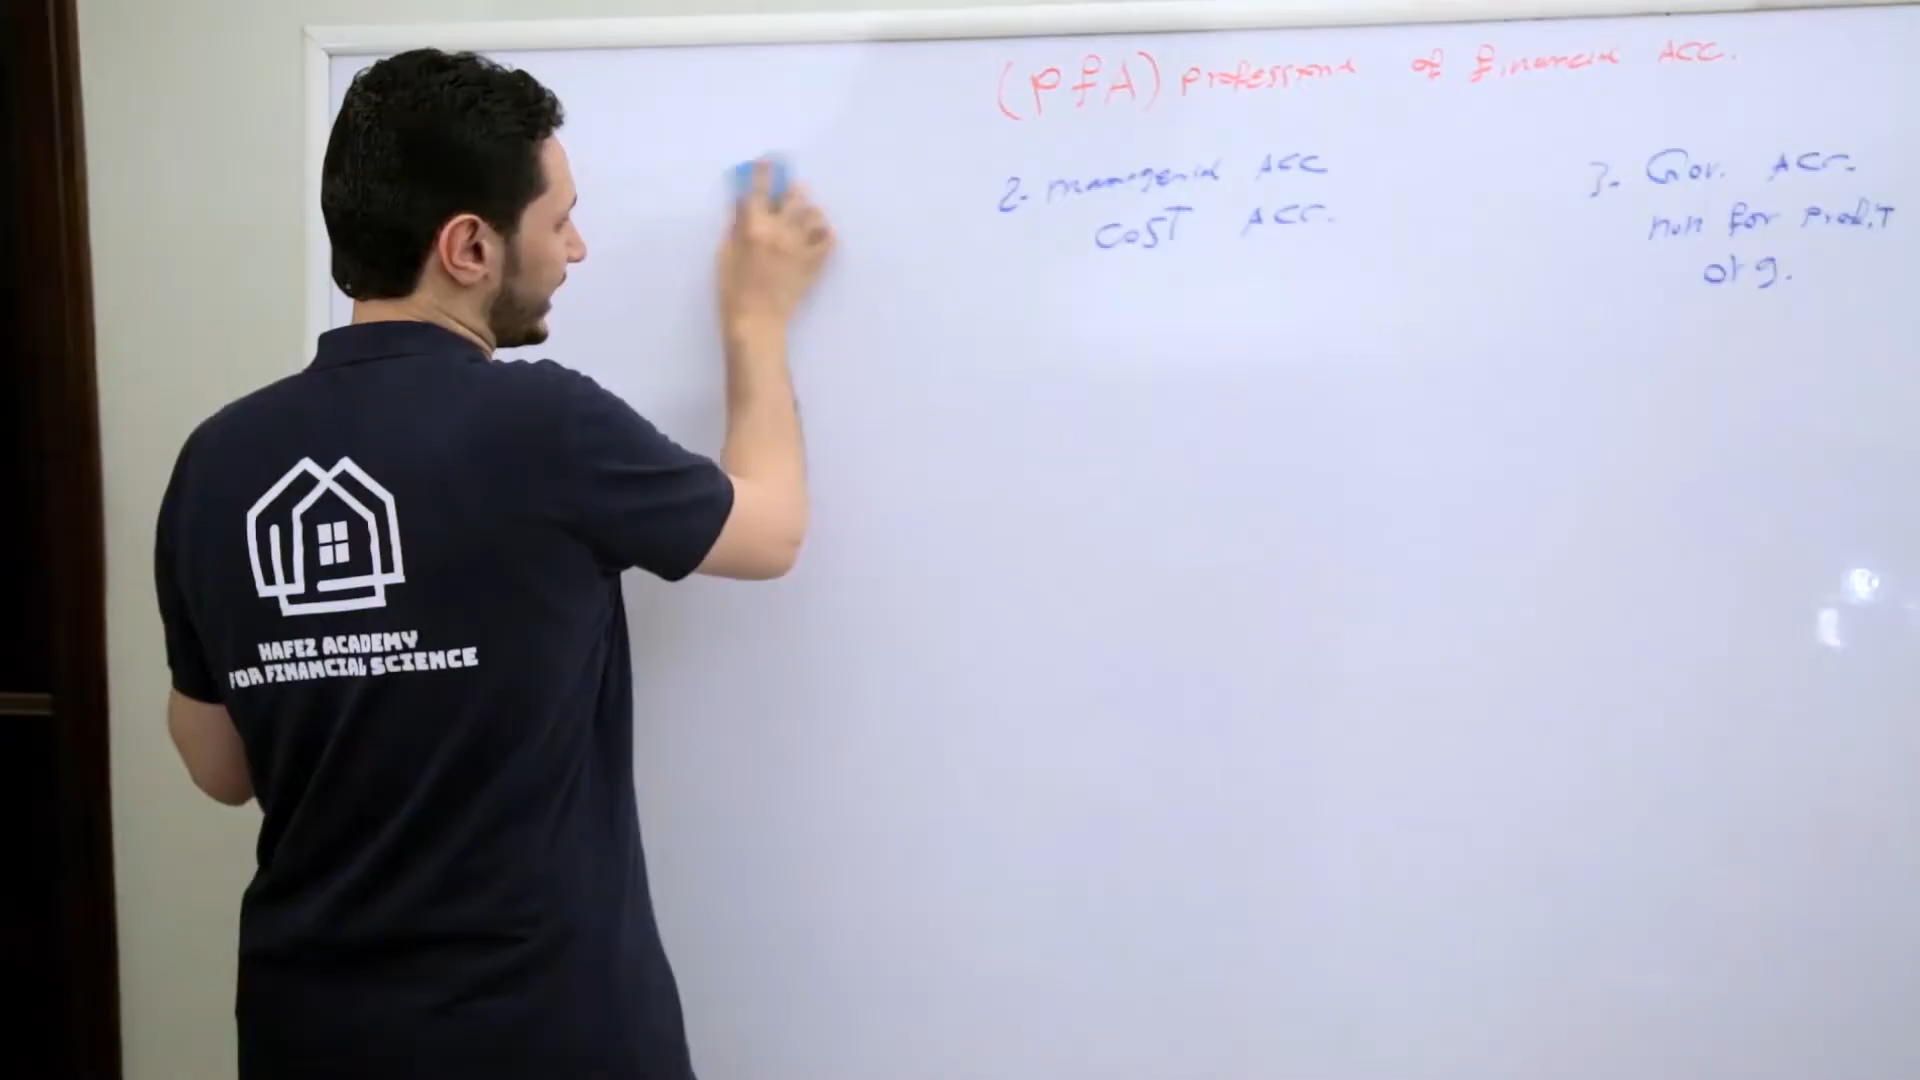 (PFA) professional of financial ACC.
2- managerial ACC
COST ACC.
3- Gov. ACC.
non for profit
org.
HAFEZ ACADEMY
FOR FINANCIAL SCIENCE